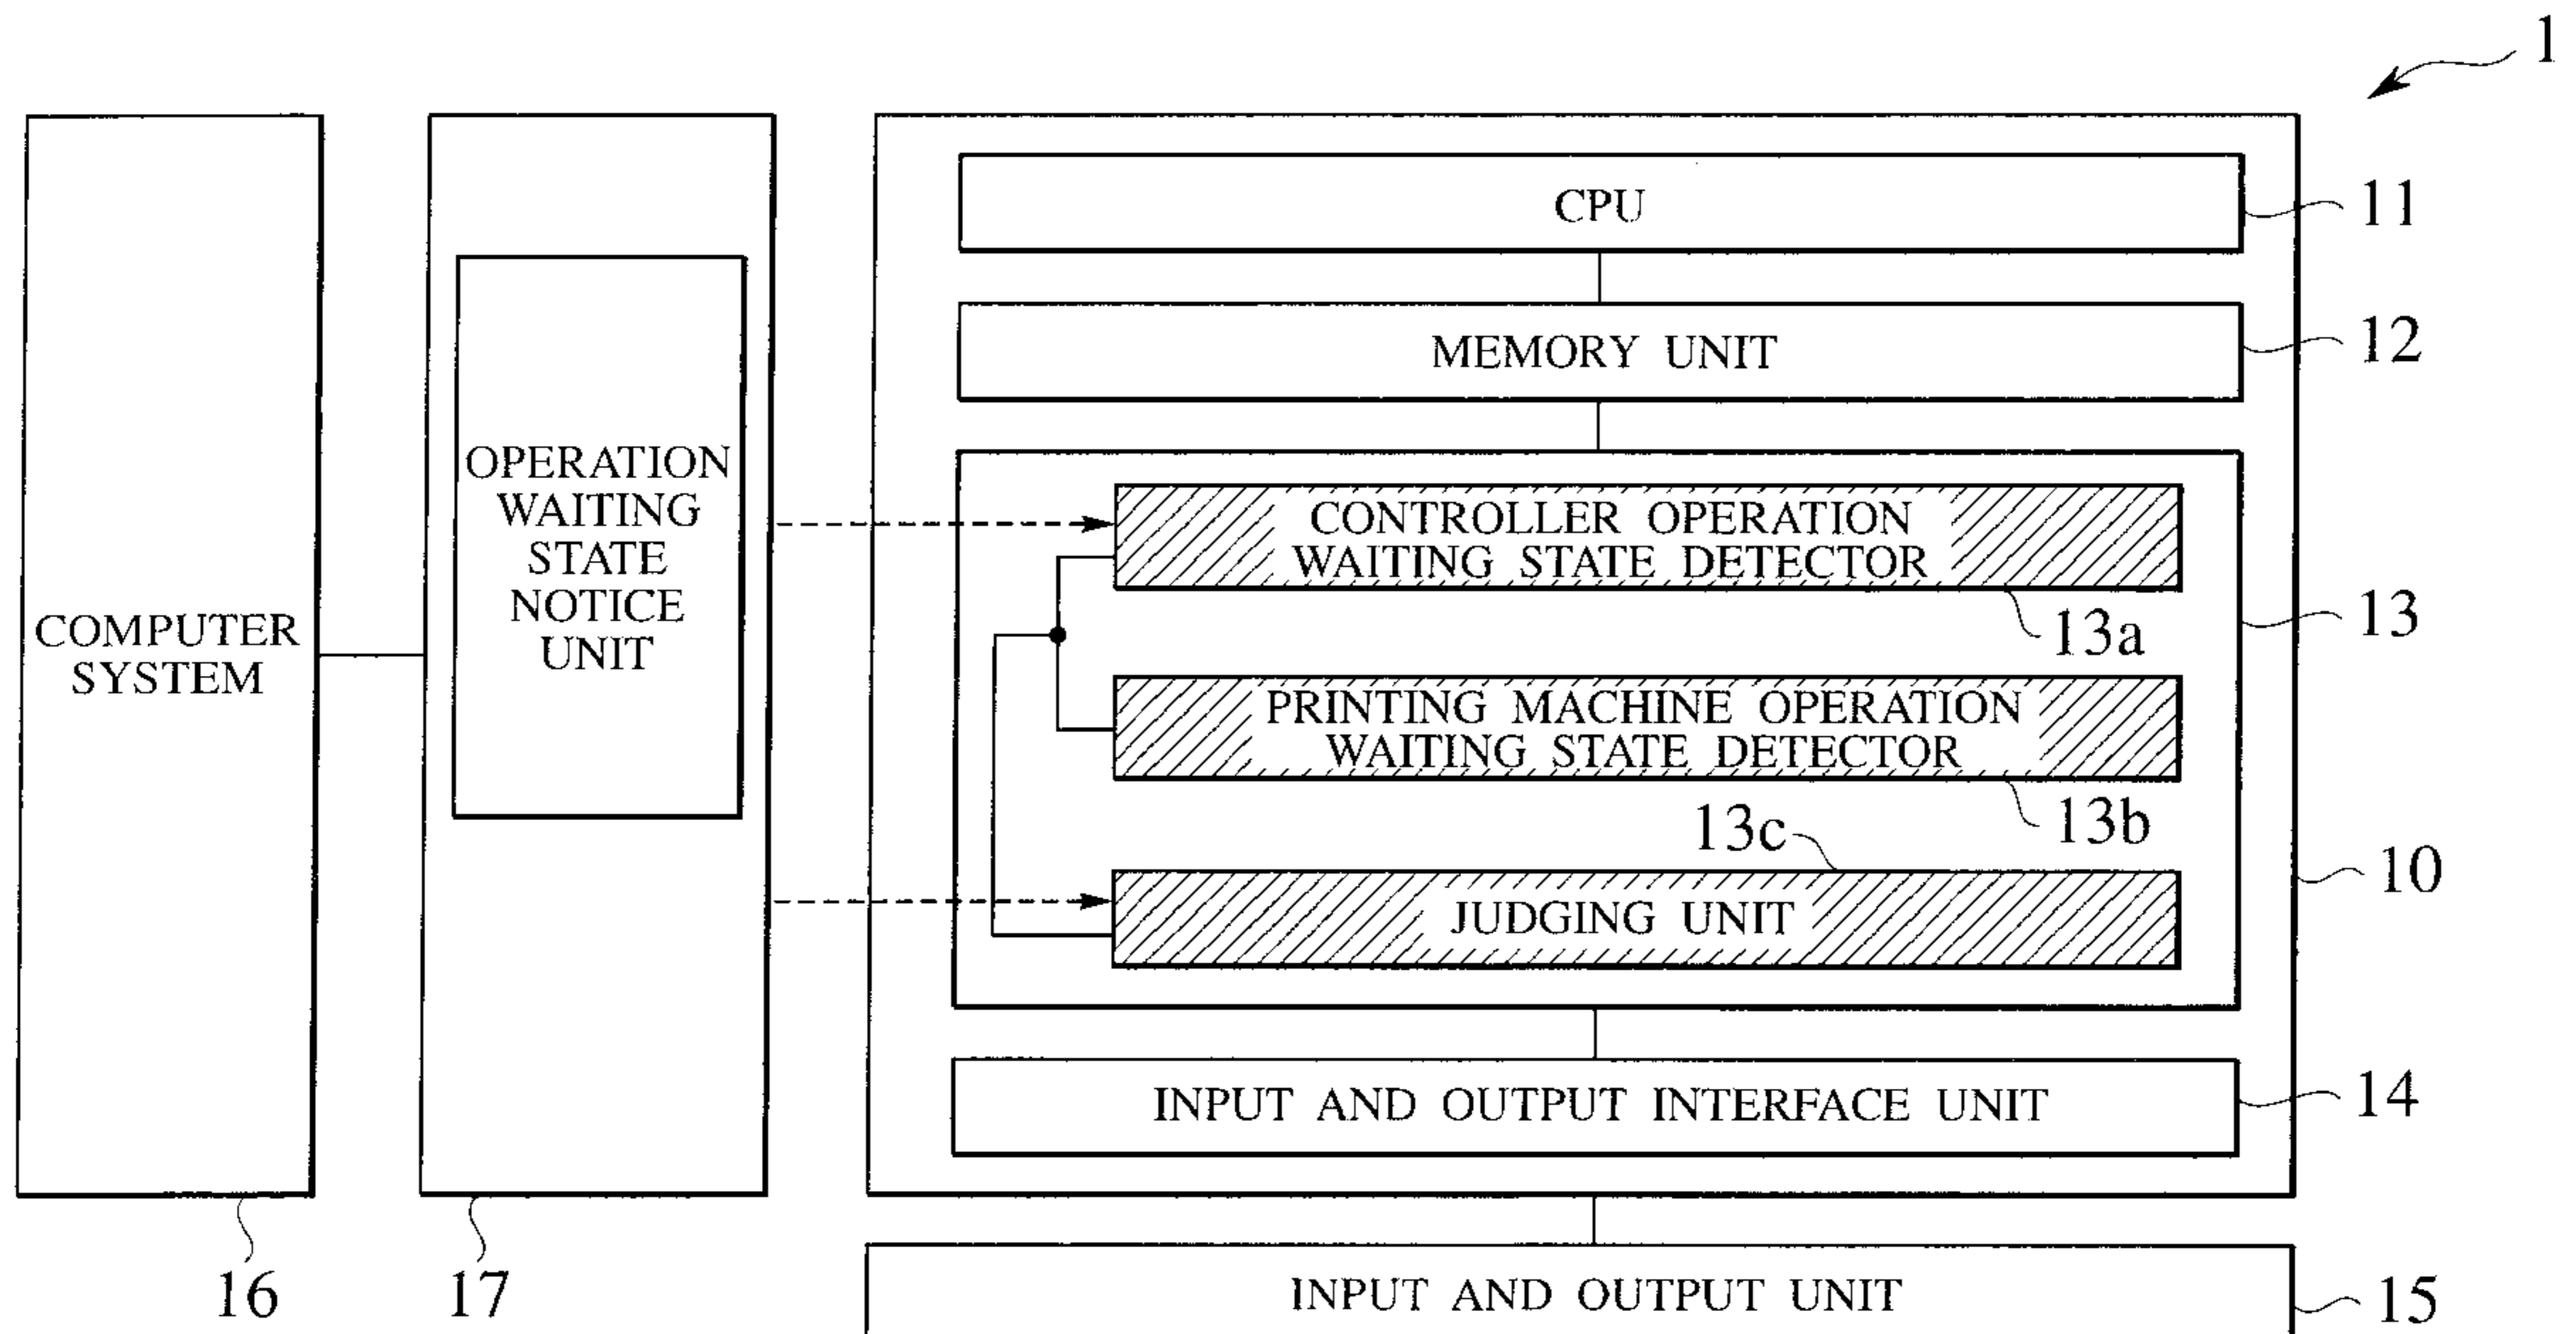 1
CPU
11
MEMORY UNIT
12
OPERATION
WAITING
STATE
NOTICE
UNIT
CONTROLLER OPERATION
WAITING STATE DETECTOR
13a
13
COMPUTER
SYSTEM
PRINTING MACHINE OPERATION
WAITING STATE DETECTOR
13b
13c
JUDGING UNIT
10
INPUT AND OUTPUT INTERFACE UNIT
14
16
17
INPUT AND OUTPUT UNIT
15